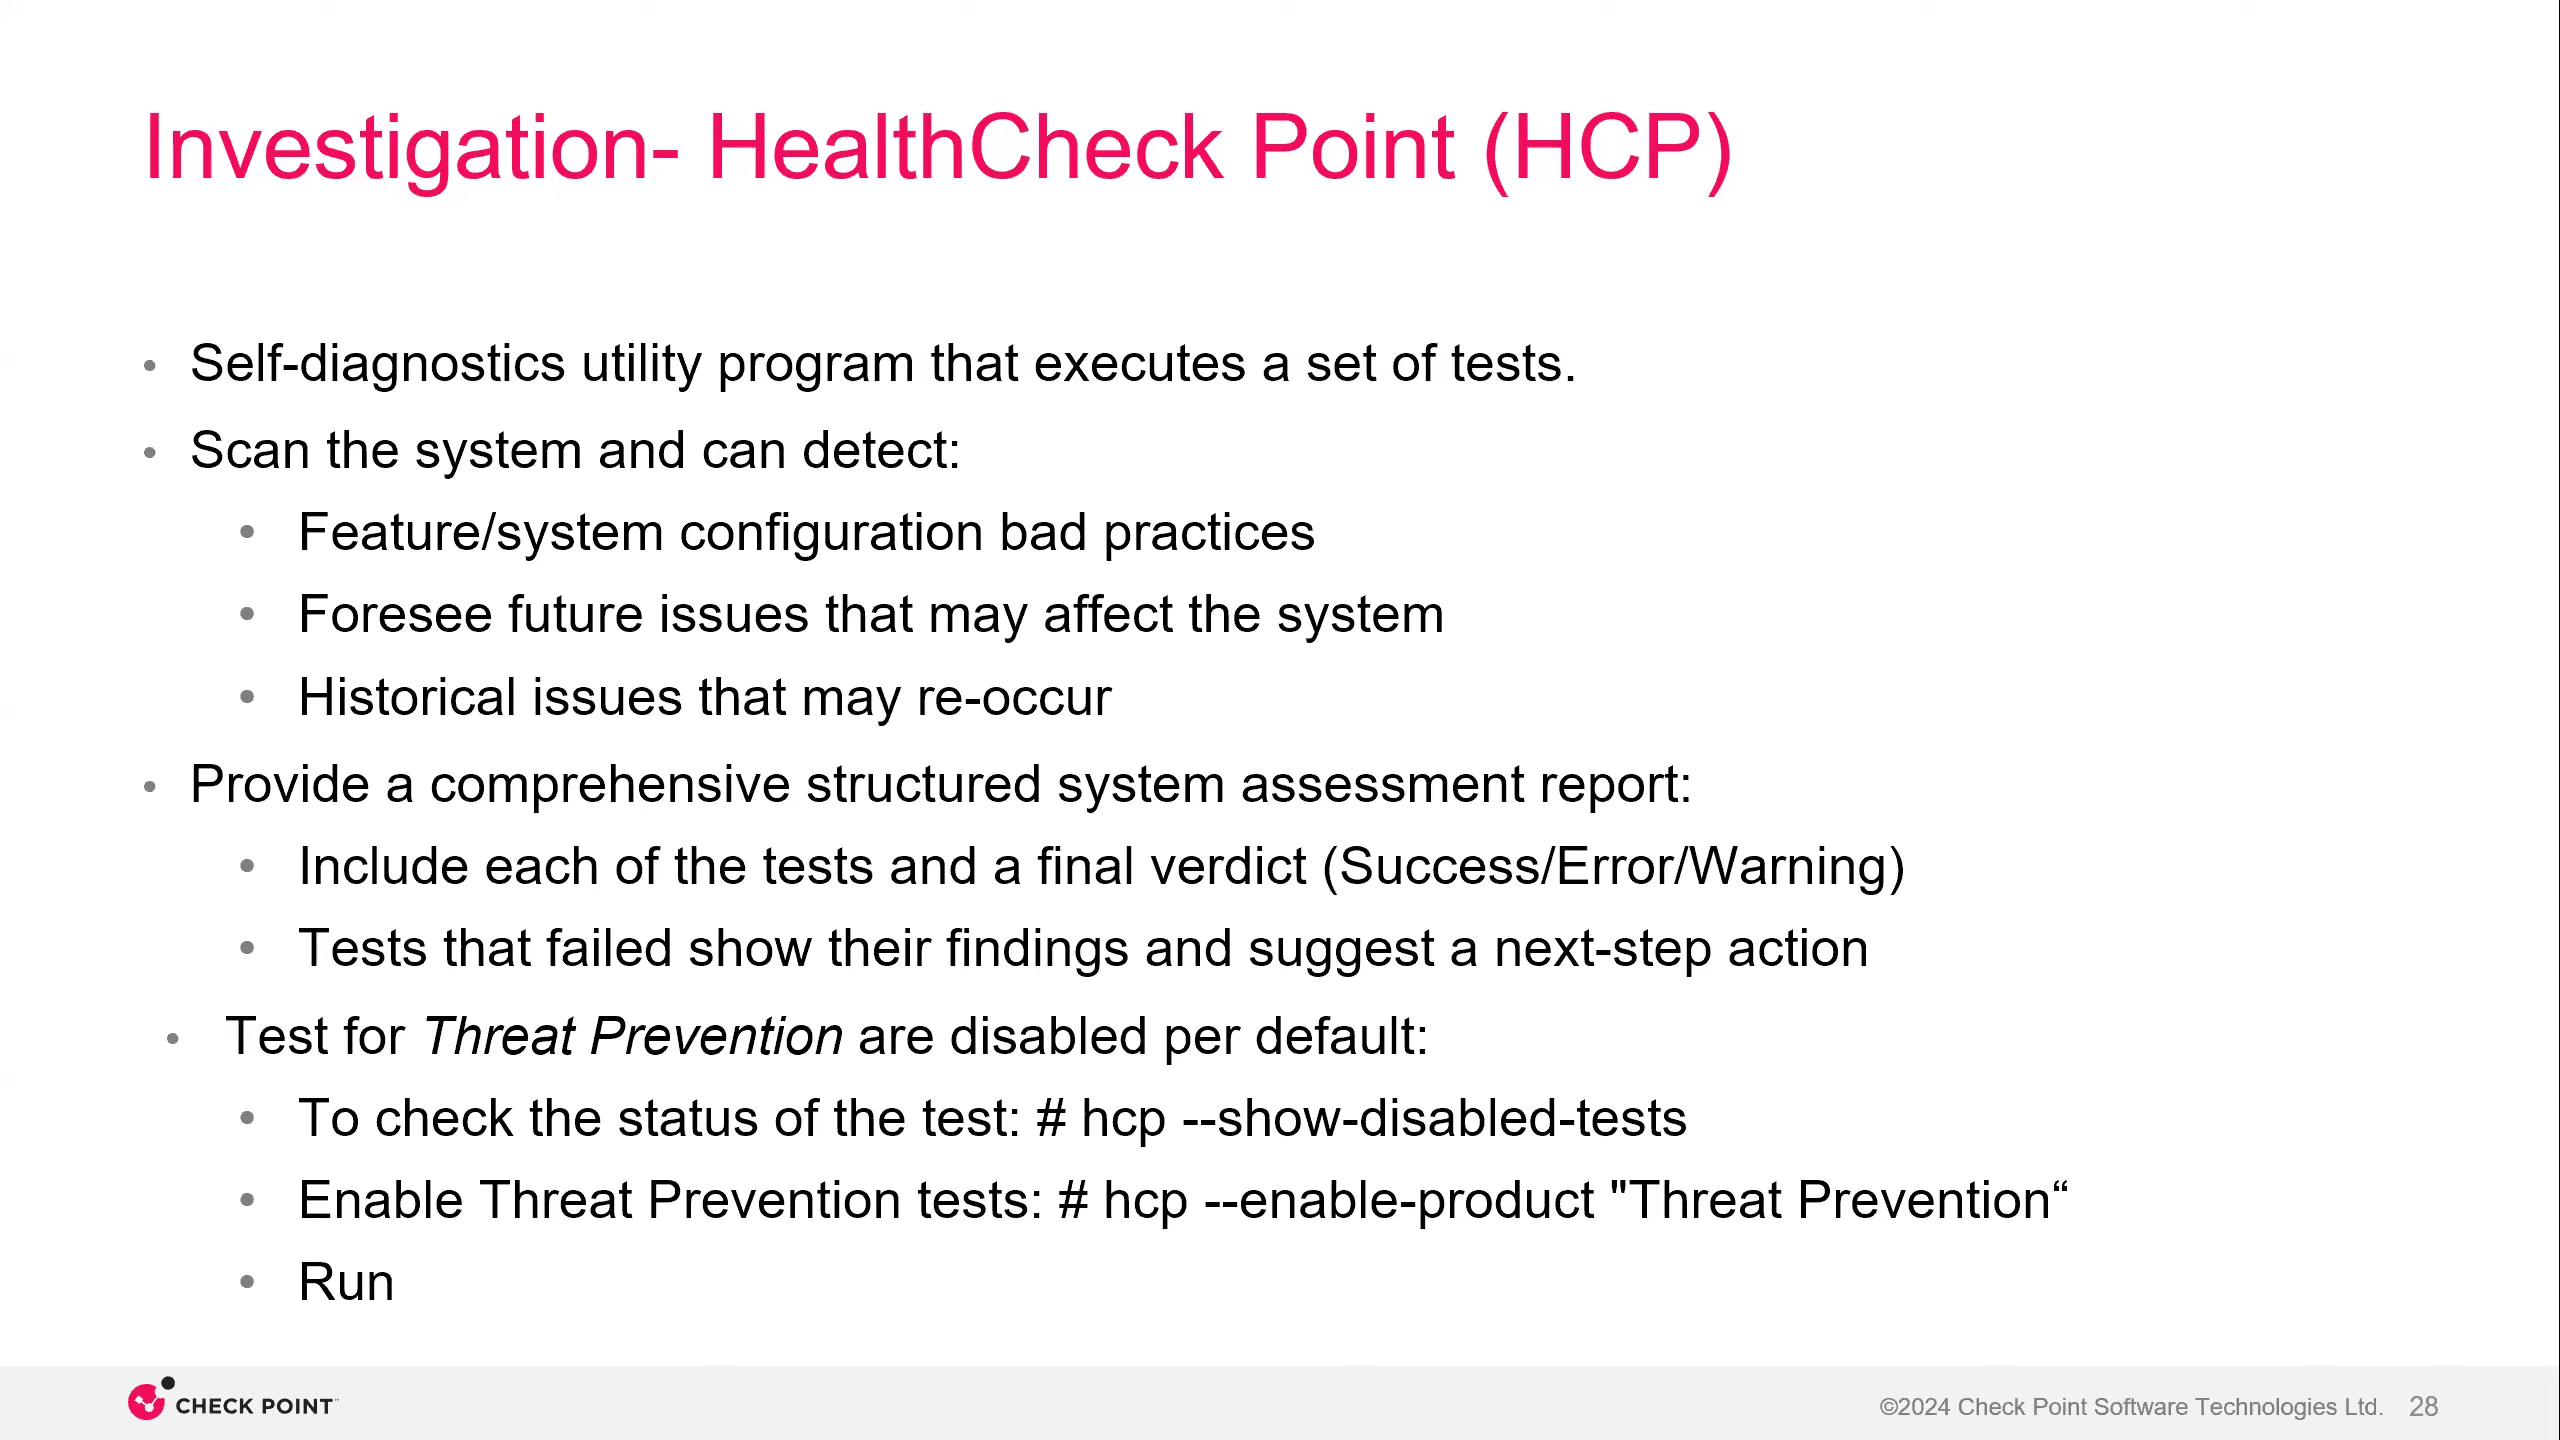 Investigation- HealthCheck Point (HCP)
• Self-diagnostics utility program that executes a set of tests.
• Scan the system and can detect:
• Feature/system configuration bad practices
• Foresee future issues that may affect the system
• Historical issues that may re-occur
• Provide a comprehensive structured system assessment report:
• Include each of the tests and a final verdict (Success/Error/Warning)
• Tests that failed show their findings and suggest a next-step action
• Test for Threat Prevention are disabled per default:
• To check the status of the test: # hcp --show-disabled-tests
• Enable Threat Prevention tests: # hcp --enable-product "Threat Prevention“
• Run
CHECK POINT™
©2024 Check Point Software Technologies Ltd. 28